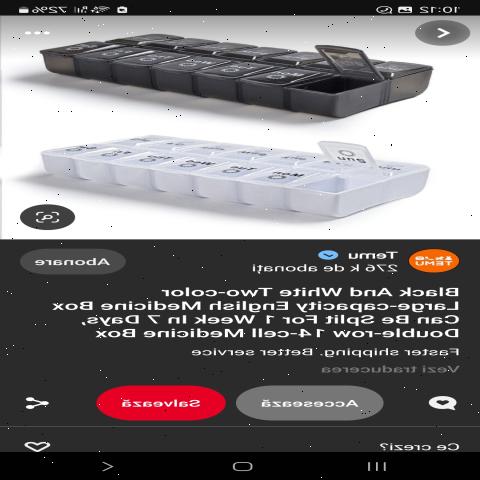 10:12
72%
Temu
276 k de abonați
Abonare
TEMU
Black And White Two-color
Large-capacity English Medicine Box
Can Be Split For 1 Week In 7 Days,
Double-row 14-cell Medicine Box
Faster shipping. Better service
Vezi traducerea
Accesează
Salvează
Ce crezi?